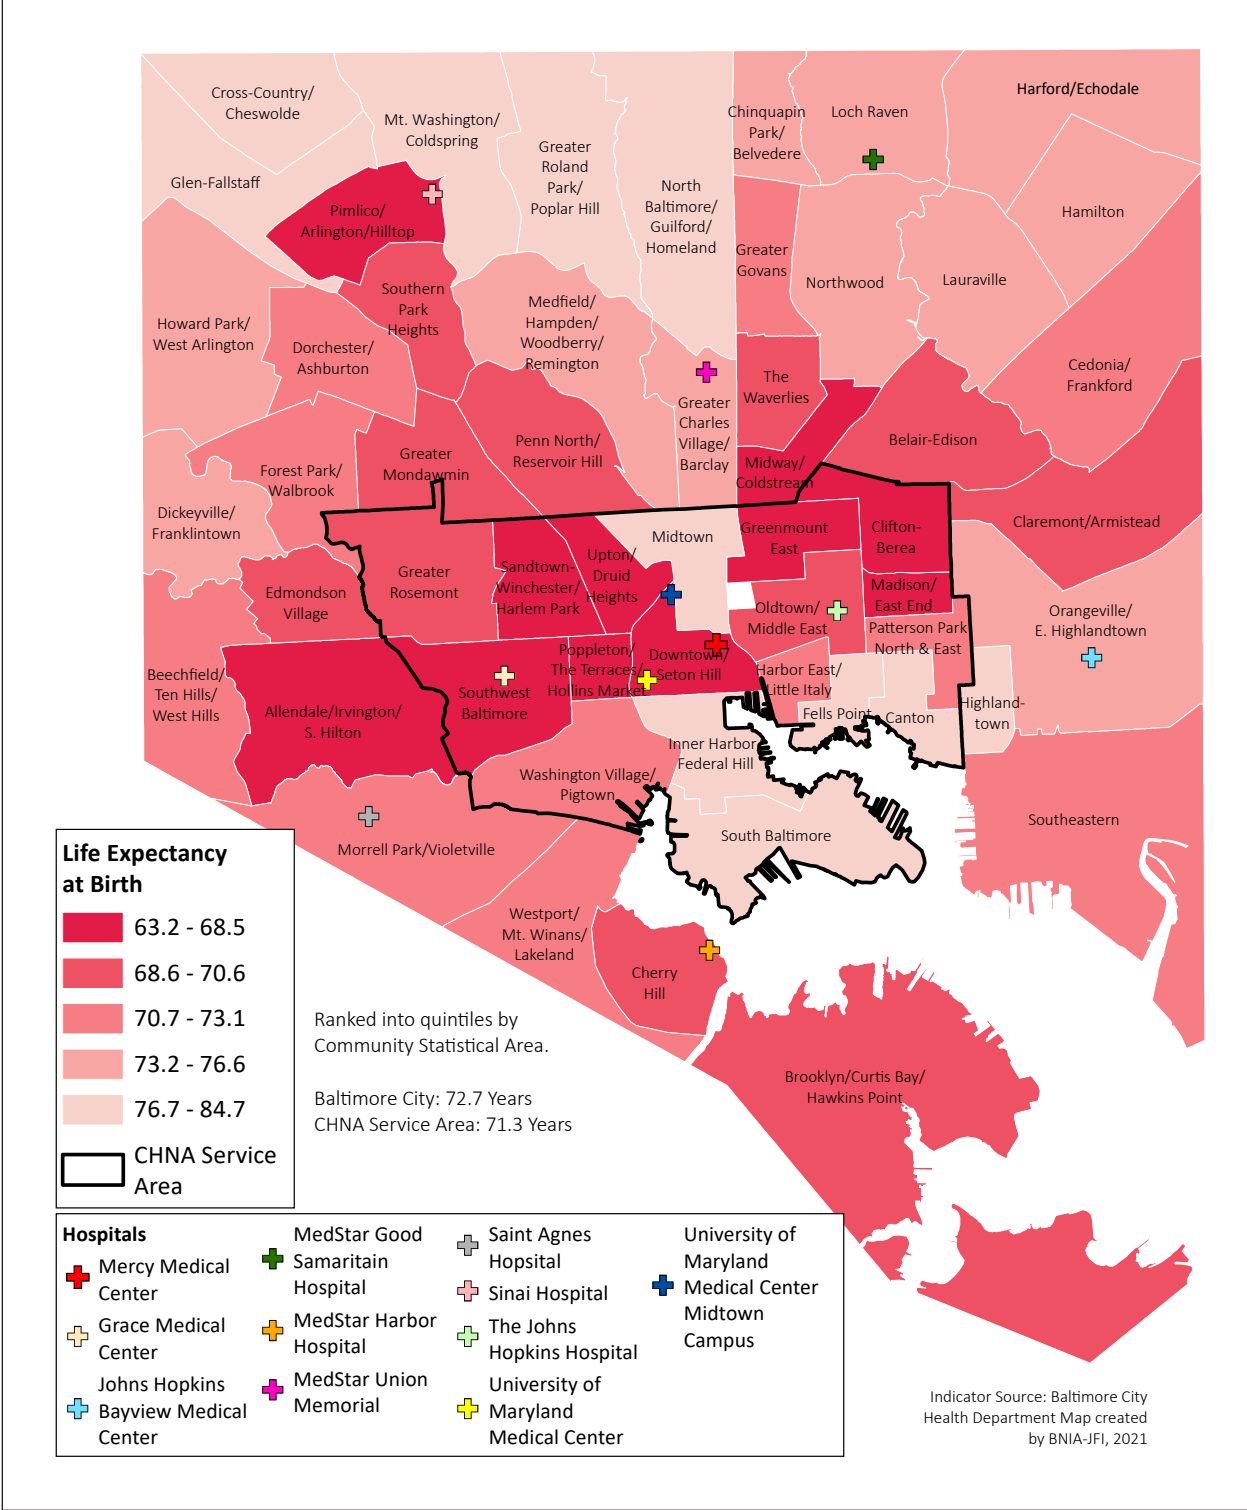 Cross-Country/
Cheswolde
Mt. Washington/
Coldspring
Greater
Roland
Park/
Poplar Hill
North
Baltimore/
Guilford/
Homeland
Chinquapin
Park/
Belvedere
Loch Raven
Harford/Echodale
Glen-Fallstaff
Pimlico/
Arlington/Hilltop
Hamilton
Greater
Govans
Northwood
Lauraville
Southern
Park
Heights
Medfield/
Hampden/
Woodberry/
Remington
Howard Park/
West Arlington
Dorchester/
Ashburton
Cedonia/
Frankford
The
Waverlies
Greater
Charles
Village/
Barclay
Penn North/
Reservoir Hill
Belair-Edison
Greater
Mondawmin
Forest Park/
Walbrook
Midway/
Coldstream
Dickeyville/
Franklintown
Claremont/Armistead
Midtown
Greenmount
East
Clifton-
Berea
Upton/
Druid
Heights
Sandtown-
Winchester/
Harlem Park
Greater
Rosemont
Edmondson
Village
Madison/
East End
Oldtown/
Middle East
Patterson Park
North & East
Orangeville/
E. Highlandtown
Beechfield/
Ten Hills/
West Hills
Poppleton/
The Terraces/
Hollins Market
Downtown/
Seton Hill
Harbor East/
Little Italy
Southwest
Baltimore
Allendale/Irvington/
S. Hilton
Fells Point
Canton
Highland-
town
Inner Harbor/
Federal Hill
Washington Village/
Pigtown
South Baltimore
Southeastern
Morrell Park/Violetville
Westport/
Mt. Winans/
Lakeland
Cherry
Hill
Brooklyn/Curtis Bay/
Hawkins Point
Life Expectancy
at Birth
63.2 - 68.5
68.6 - 70.6
70.7 - 73.1
73.2 - 76.6
76.7 - 84.7
CHNA Service
Area
Ranked into quintiles by
Community Statistical Area.
Baltimore City: 72.7 Years
CHNA Service Area: 71.3 Years
Hospitals
Mercy Medical
Center
Grace Medical
Center
Johns Hopkins
Bayview Medical
Center
MedStar Good
Samaritain
Hospital
MedStar Harbor
Hospital
MedStar Union
Memorial
Saint Agnes
Hopsital
Sinai Hospital
The Johns
Hopkins Hospital
University of
Maryland
Medical Center
University of
Maryland
Medical Center
Midtown
Campus
Indicator Source: Baltimore City
Health Department Map created
by BNIA-JFI, 2021